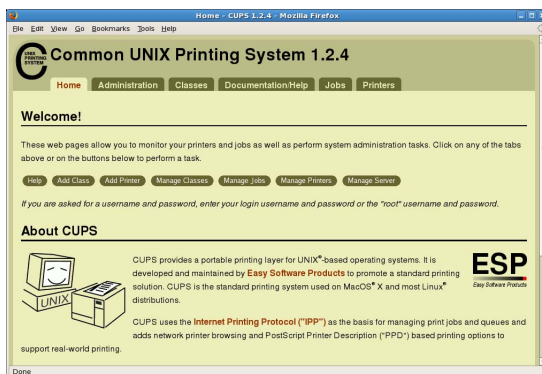 Home - CUPS 1.2.4 - Mozilla Firefox
File Edit View Go Bookmarks Tools Help
UNIX PRINTING SYSTEM
Common UNIX Printing System 1.2.4
Home Administration Classes Documentation/Help Jobs Printers
Welcome!
These web pages allow you to monitor your printers and jobs as well as perform system administration tasks. Click on any of the tabs
above or on the buttons below to perform a task.
Help Add Class Add Printer Manage Classes Manage Jobs Manage Printers Manage Server
If you are asked for a username and password, enter your login username and password or the "root" username and password.
About CUPS
UNIX
CUPS provides a portable printing layer for UNIX®-based operating systems. It is
developed and maintained by Easy Software Products to promote a standard printing
solution. CUPS is the standard printing system used on MacOS® X and most Linux®
distributions.
ESP
Easy Software Products
CUPS uses the Internet Printing Protocol ("IPP") as the basis for managing print jobs and queues and
adds network printer browsing and PostScript Printer Description ("PPD") based printing options to
support real-world printing.
Done